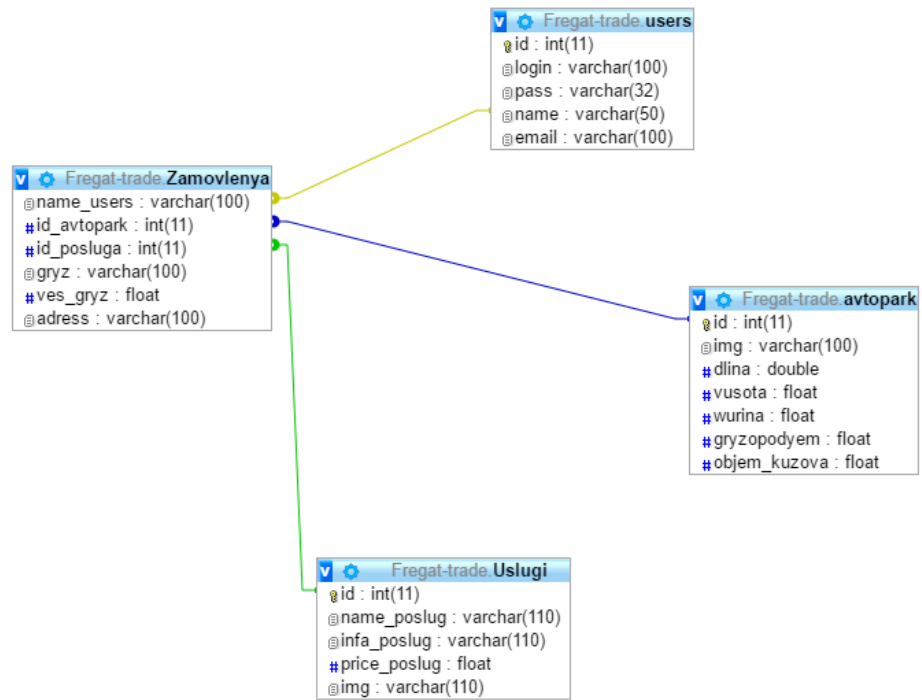 v Fregat-trade.users
id : int(11)
login : varchar(100)
pass : varchar(32)
name : varchar(50)
email : varchar(100)
v Fregat-trade.Zamovlenya
name_users : varchar(100)
#id_avtopark : int(11)
#id_posluga : int(11)
gryz : varchar(100)
#ves_gryz : float
adress : varchar(100)
v Fregat-trade.avtopark
id : int(11)
img : varchar(100)
#dlina : double
#vusota : float
#wurina : float
#gryzopodyem : float
#objem_kuzova : float
v Fregat-trade.Uslugi
id : int(11)
name_poslug : varchar(110)
infa_poslug : varchar(110)
#price_poslug : float
img : varchar(110)